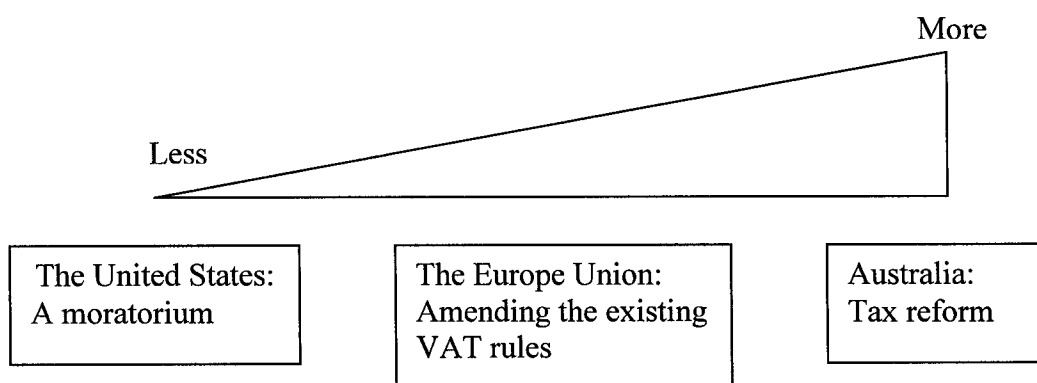 More
Less
The United States:
A moratorium
The Europe Union:
Amending the existing
VAT rules
Australia:
Tax reform